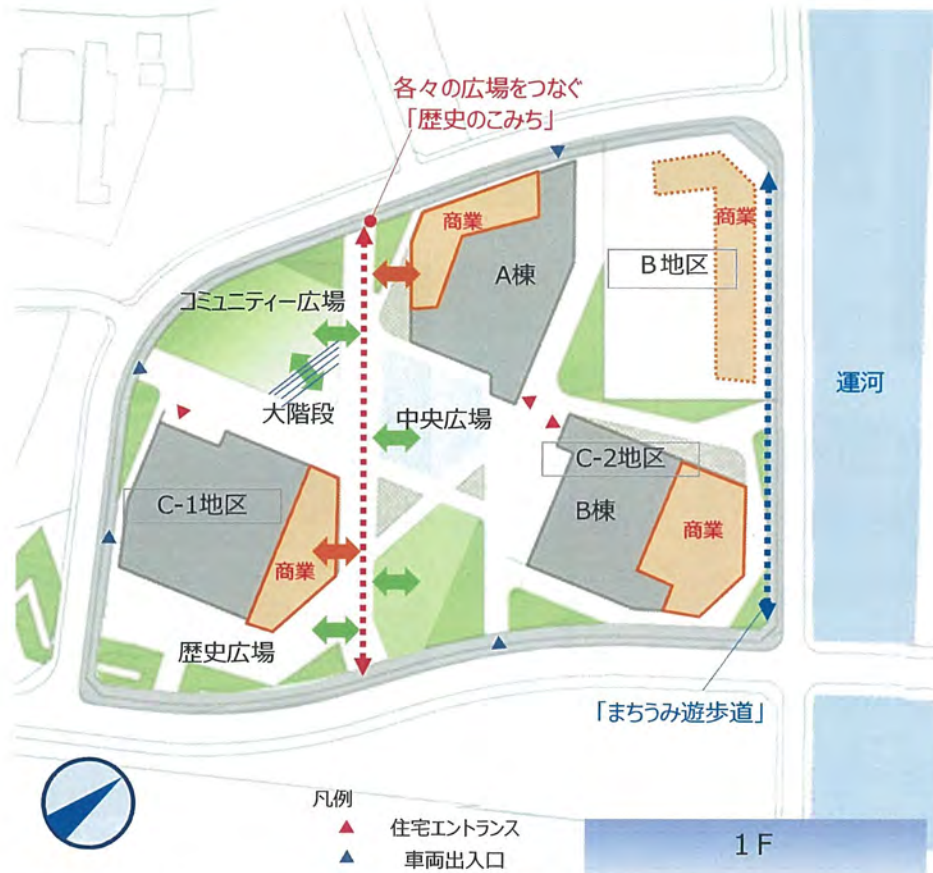 各々の広場をつなぐ
「歴史のこみち」
商業
商業
A棟
B地区
コミュニティー広場
運河
大階段
中央広場
C-2地区
C-1地区
B棟
商業
商業
歴史広場
「まちうみ遊歩道」
凡例
住宅エントランス
車両出入口
1F